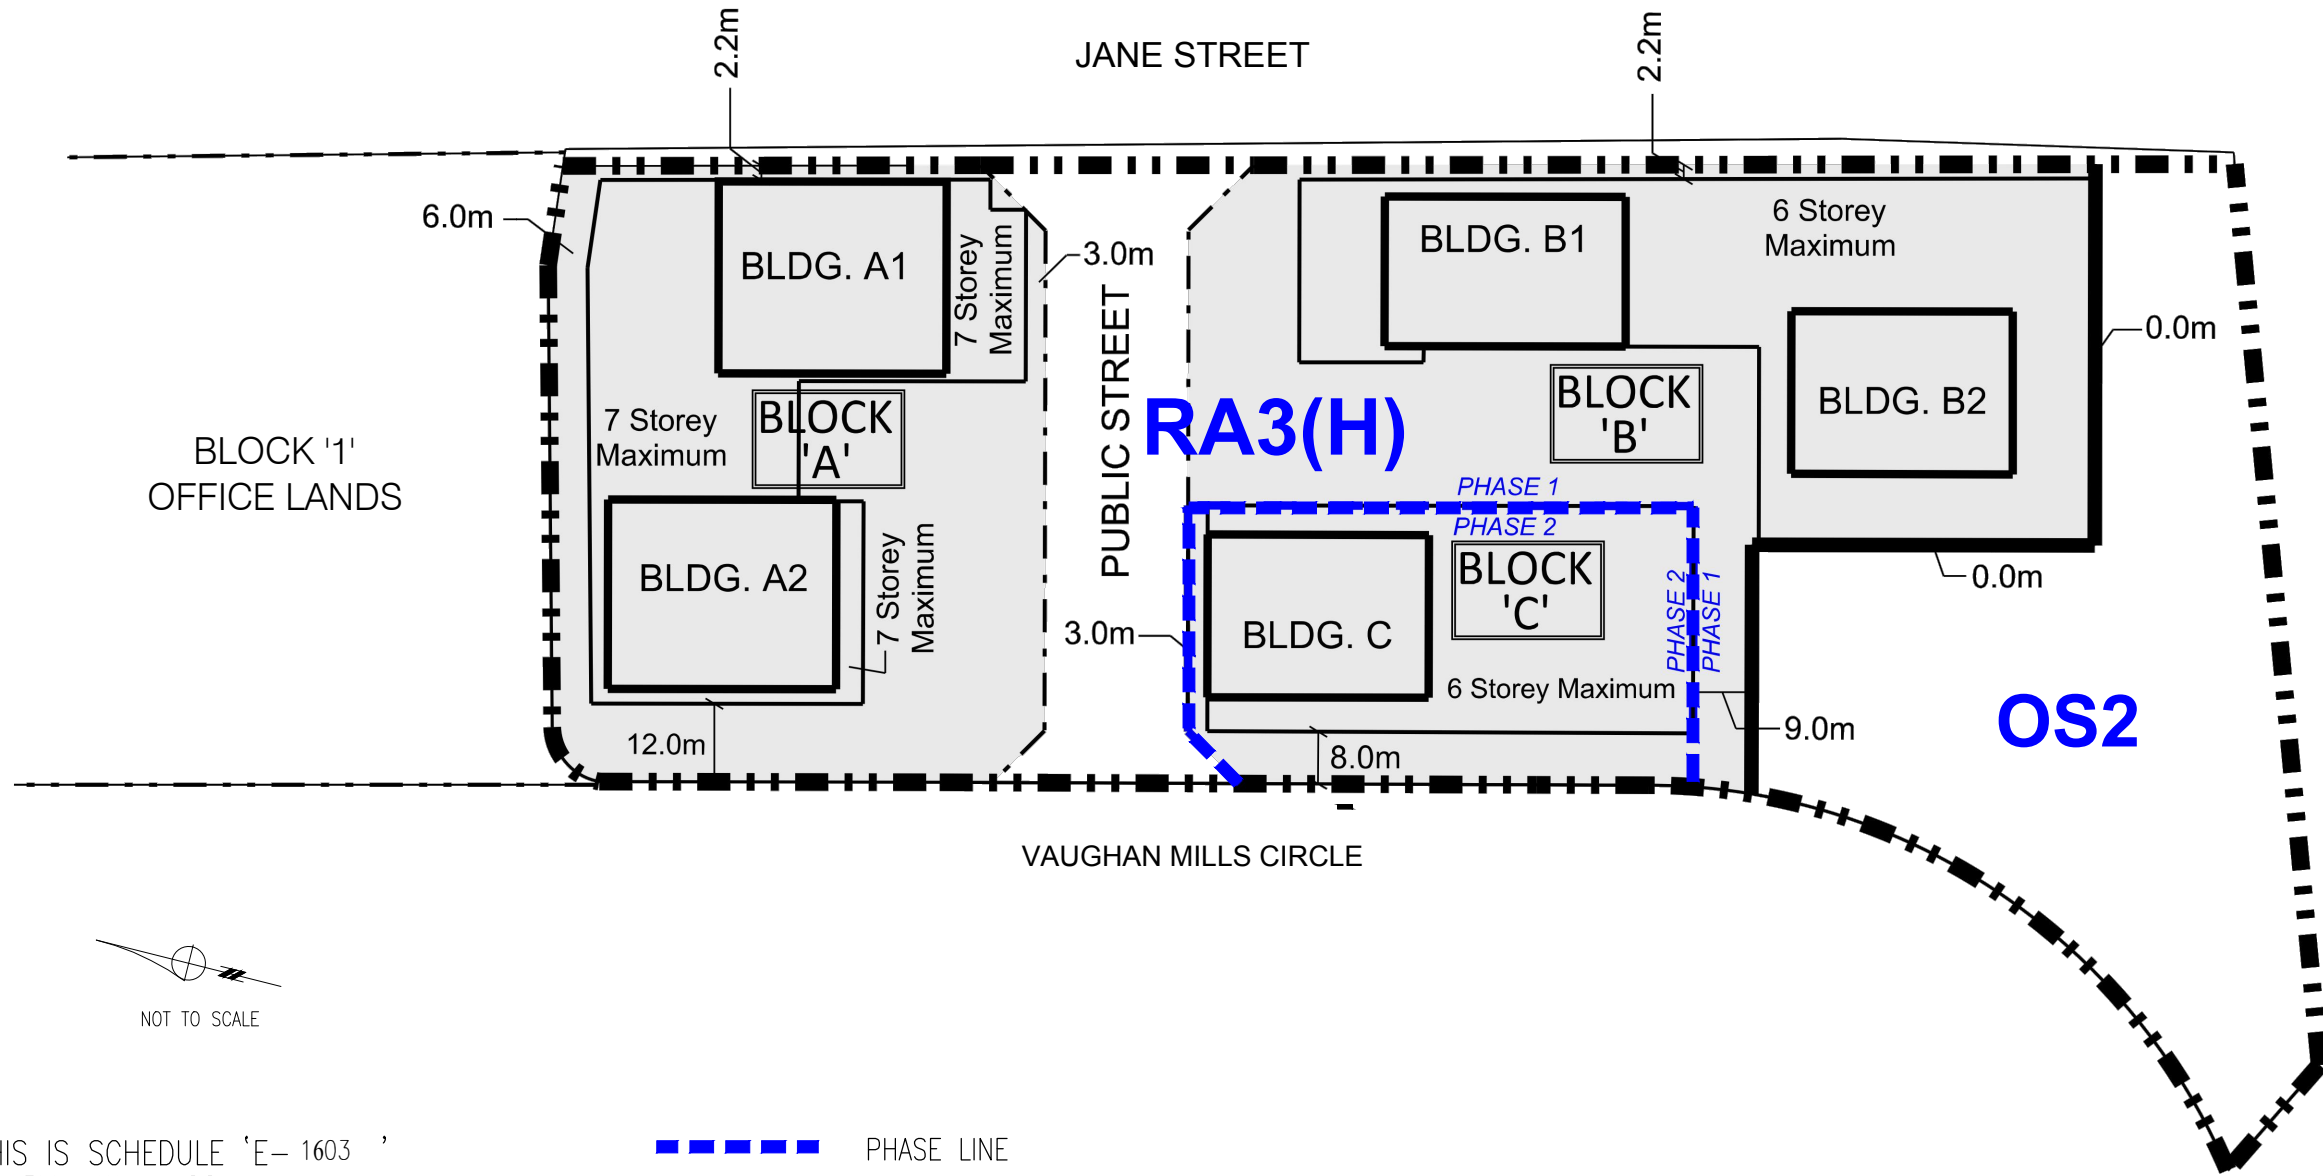 2.2m
JANE STREET
2.2m
6.0m
BLDG. A1
7 Storey
Maximum
3.0m
BLDG. B1
6 Storey
Maximum
0.0m
PUBLIC STREET
RA3(H)
BLOCK
'B'
BLDG. B2
BLOCK '1'
OFFICE LANDS
7 Storey
Maximum
BLOCK
'A'
PHASE 1
PHASE 2
BLDG. A2
7 Storey
Maximum
BLOCK
'C'
PHASE 2
PHASE 1
0.0m
3.0m
BLDG. C
6 Storey Maximum
9.0m
OS2
12.0m
8.0m
VAUGHAN MILLS CIRCLE
NOT TO SCALE
HIS IS SCHEDULE 'E- 1603 '
PHASE LINE